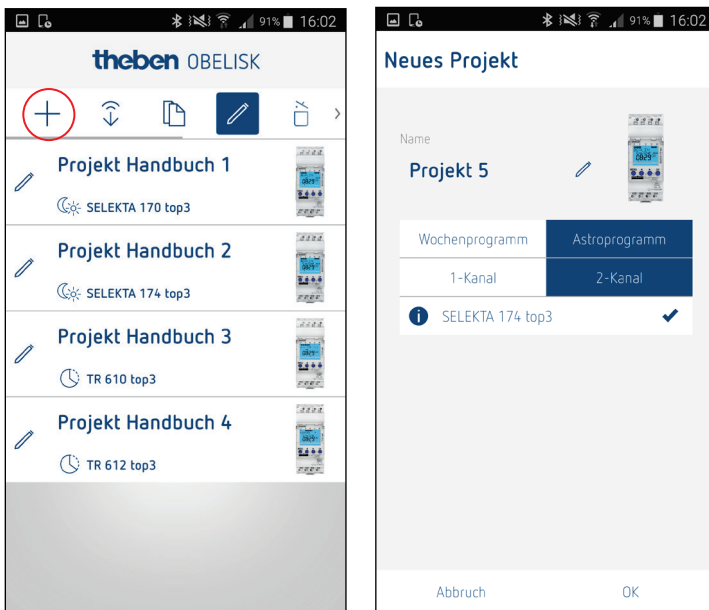 91% 16:02
theben OBELISK
Projekt Handbuch 1
SELEKTA 170 top3
Projekt Handbuch 2
SELEKTA 174 top3
Projekt Handbuch 3
TR 610 top3
Projekt Handbuch 4
TR 612 top3
91% 16:02
Neues Projekt
Name
Projekt 5
Wochenprogramm Astroprogramm
1-Kanal 2-Kanal
SELEKTA 174 top3
Abbruch OK